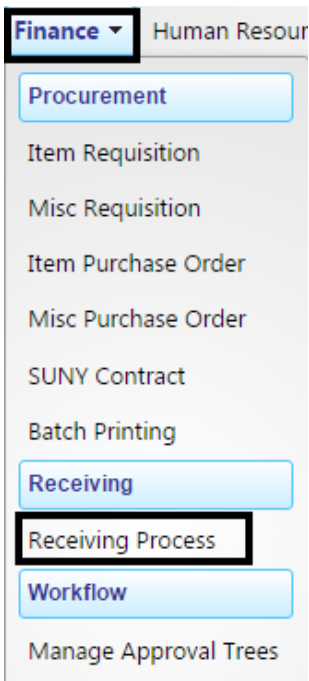 Finance Human Resour
Procurement
Item Requisition
Misc Requisition
Item Purchase Order
Misc Purchase Order
SUNY Contract
Batch Printing
Receiving
Receiving Process
Workflow
Manage Approval Trees